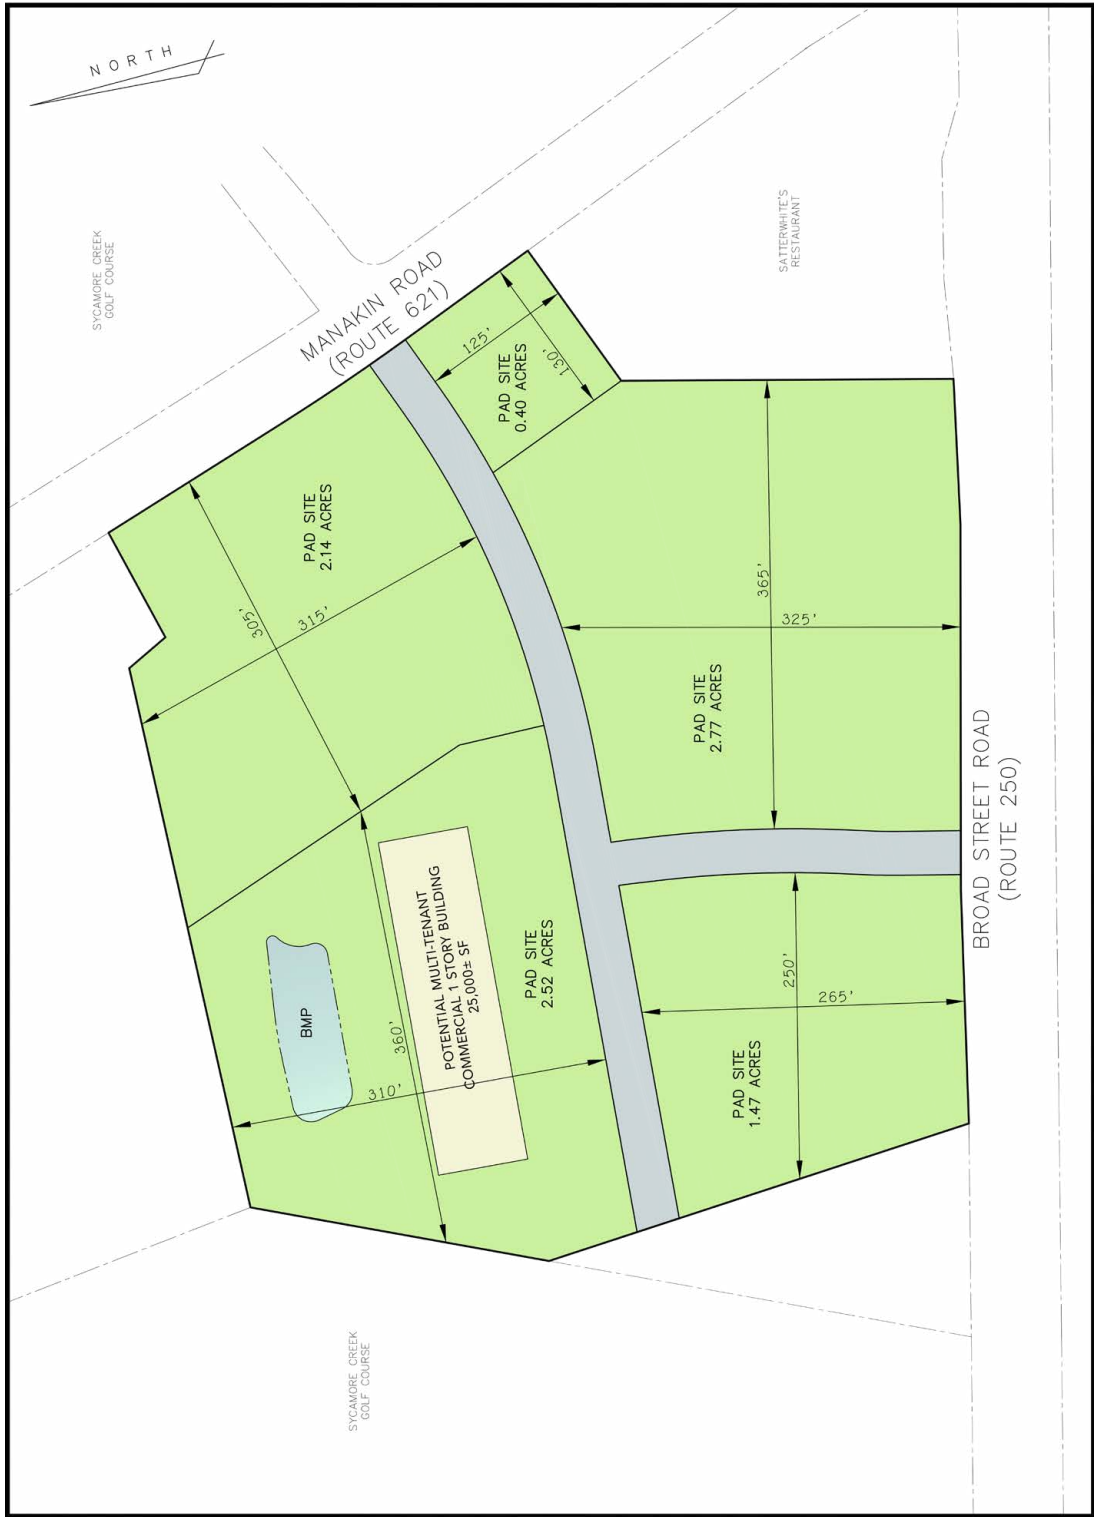 NORTH
SYCAMORE CREEK
GOLF COURSE
SATTERWHITE'S
RESTAURANT
MANAKIN ROAD
(ROUTE 621)
125'
130'
PAD SITE
0.40 ACRES
PAD SITE
2.14 ACRES
305'
315'
365'
325'
PAD SITE
2.77 ACRES
BROAD STREET ROAD
(ROUTE 250)
POTENTIAL MULTI-TENANT
COMMERCIAL 1 STORY BUILDING
25,000± SF
PAD SITE
2.52 ACRES
BMP
360'
310'
250'
265'
PAD SITE
1.47 ACRES
SYCAMORE CREEK
GOLF COURSE